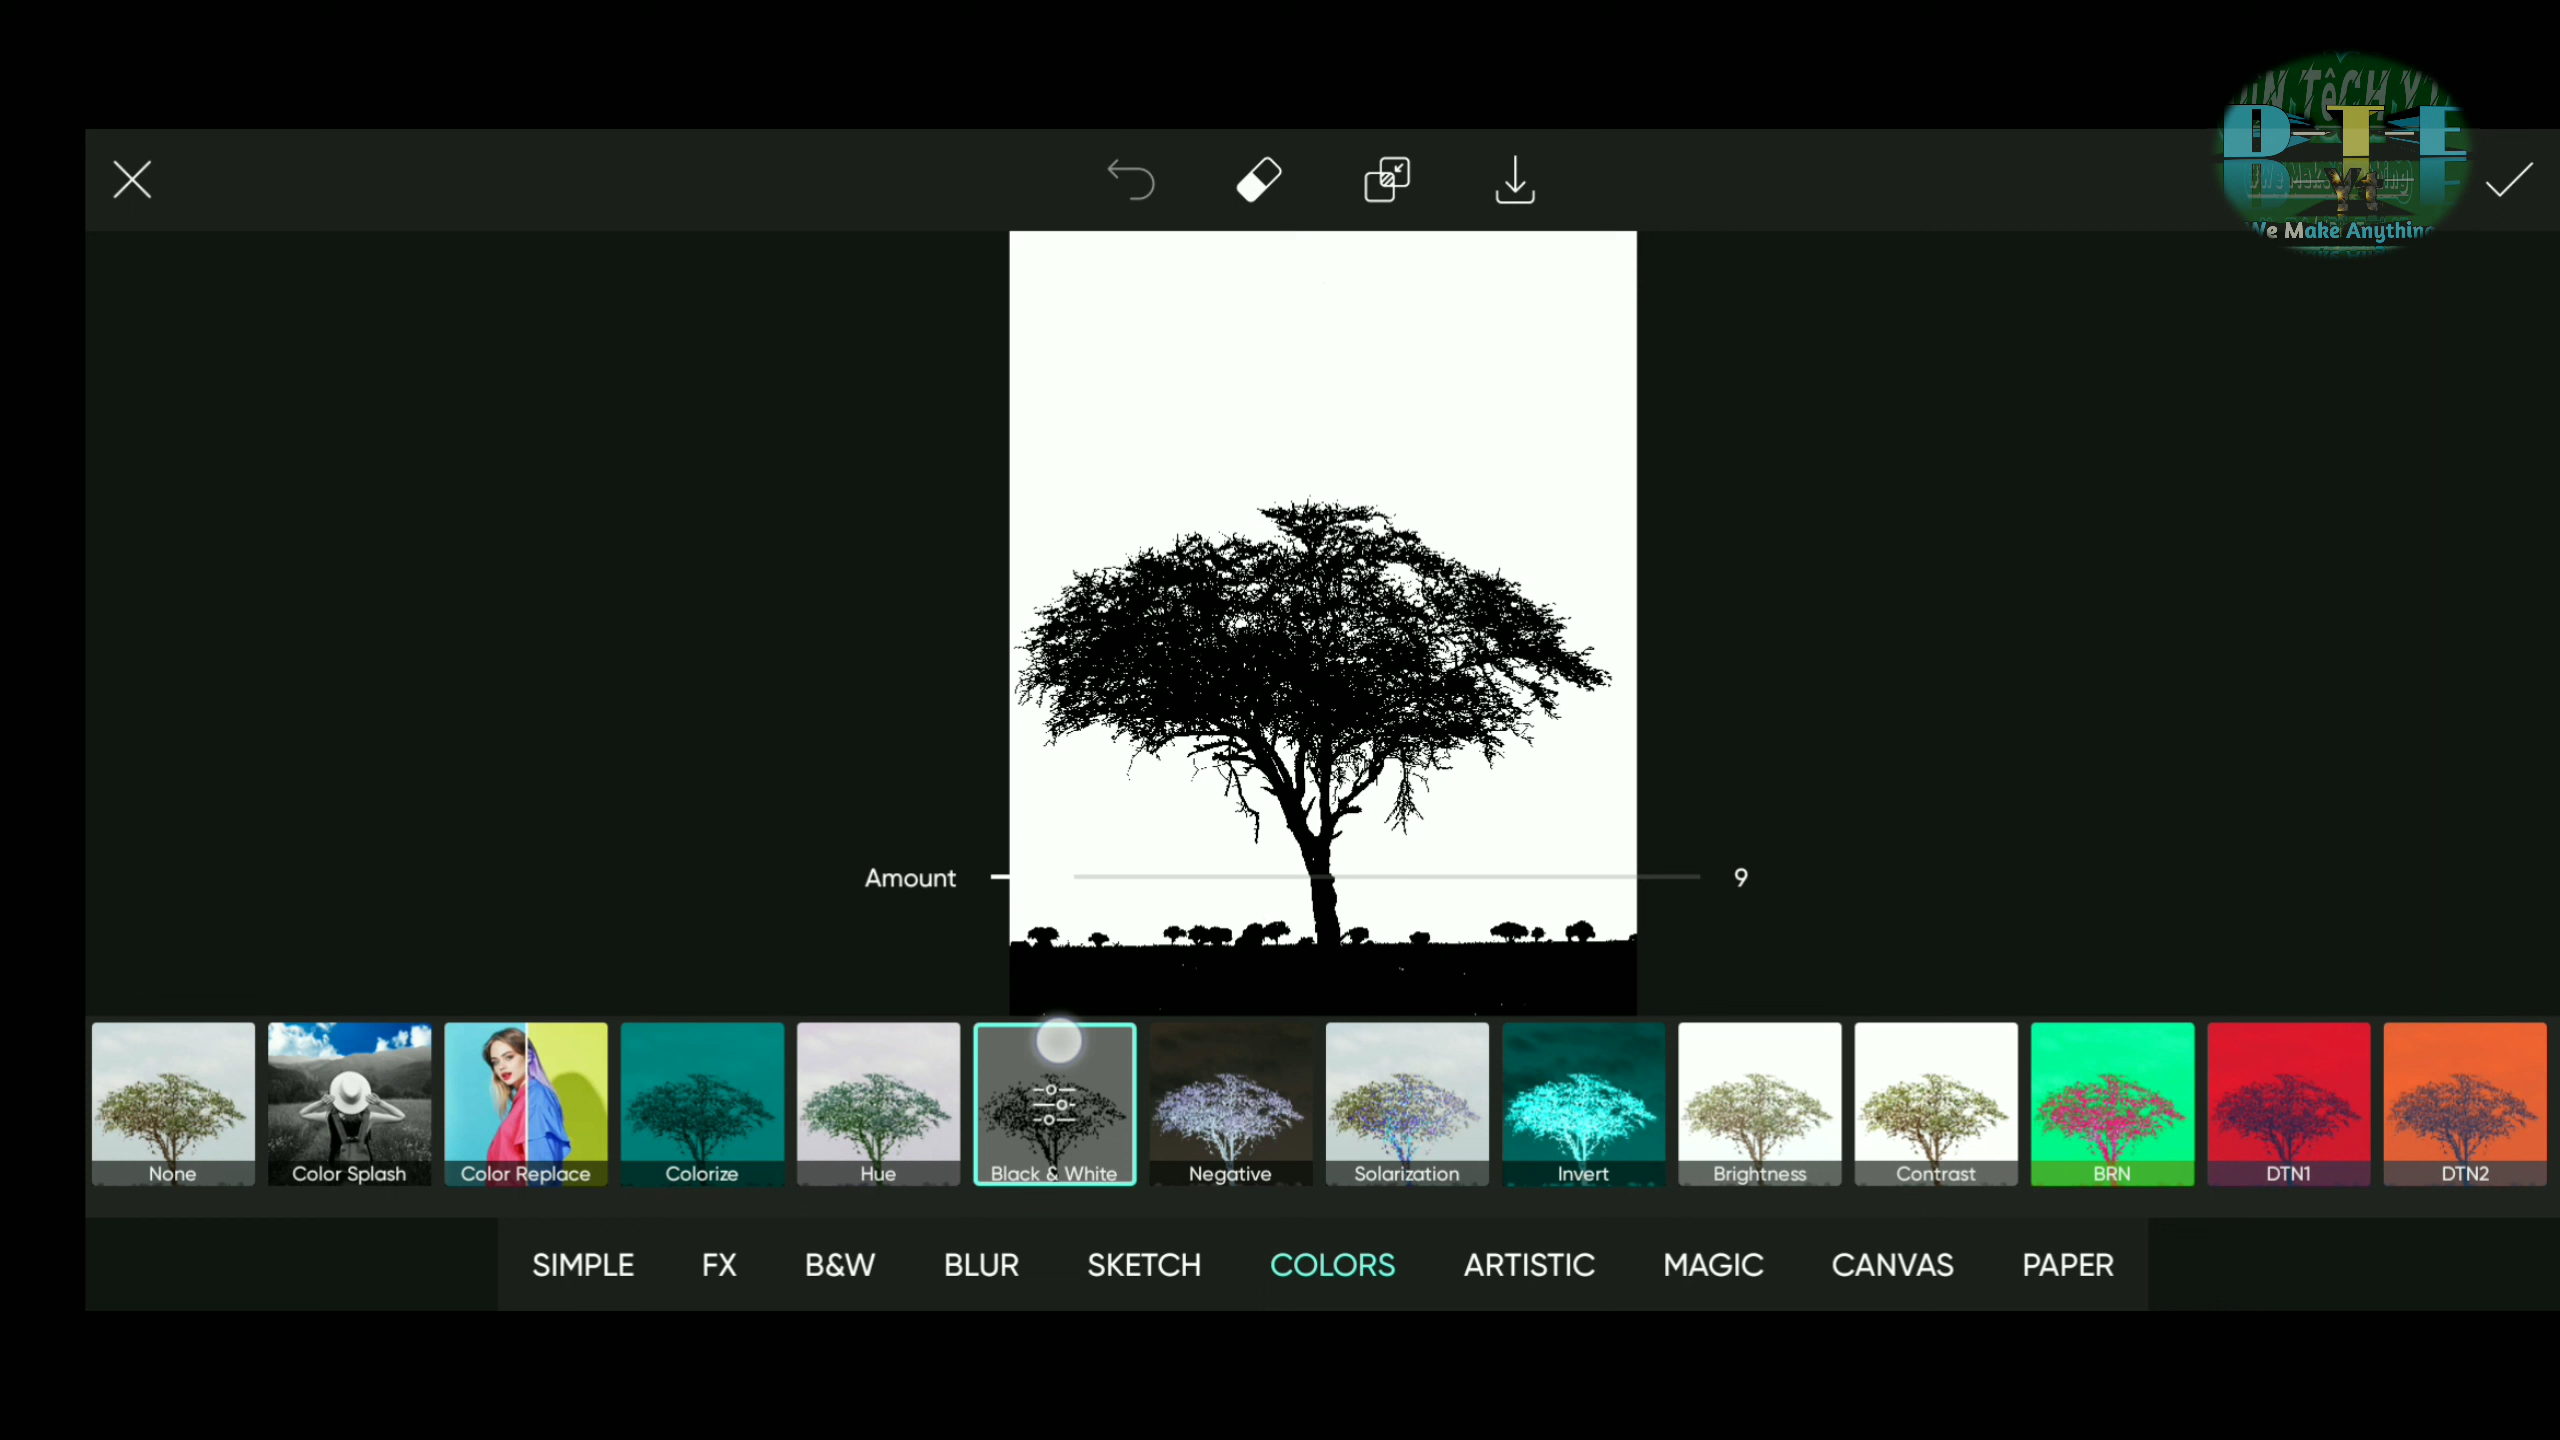 D-T-E
Yt
We Make Anything
Amount
9
None
Color Splash
Color Replace
Colorize
Hue
Black & White
Negative
Solarization
Invert
Brightness
Contrast
BRN
DTN1
DTN2
SIMPLE FX B&W BLUR SKETCH COLORS ARTISTIC MAGIC CANVAS PAPER